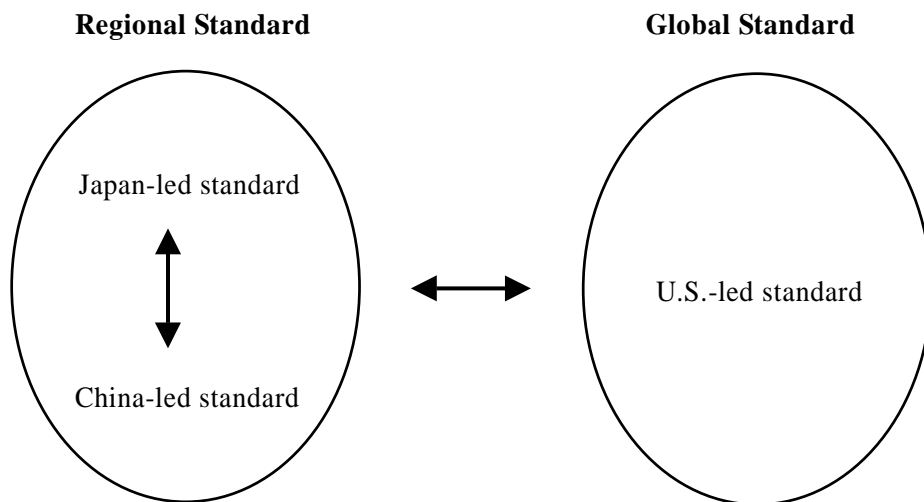 Regional Standard
Global Standard
Japan-led standard
U.S.-led standard
China-led standard